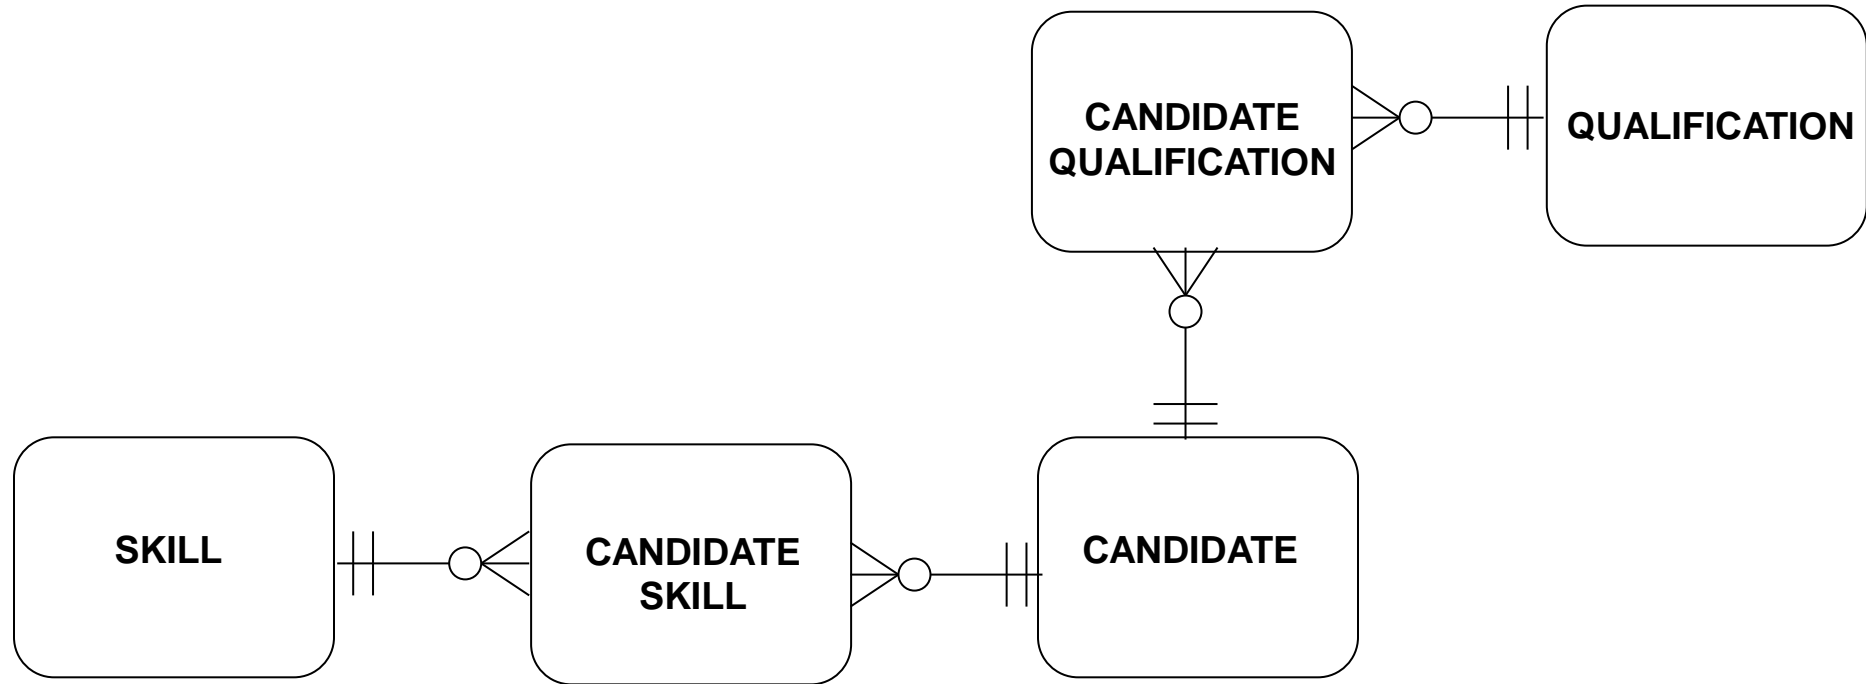 CANDIDATE
QUALIFICATION
QUALIFICATION
SKILL
CANDIDATE
SKILL
CANDIDATE